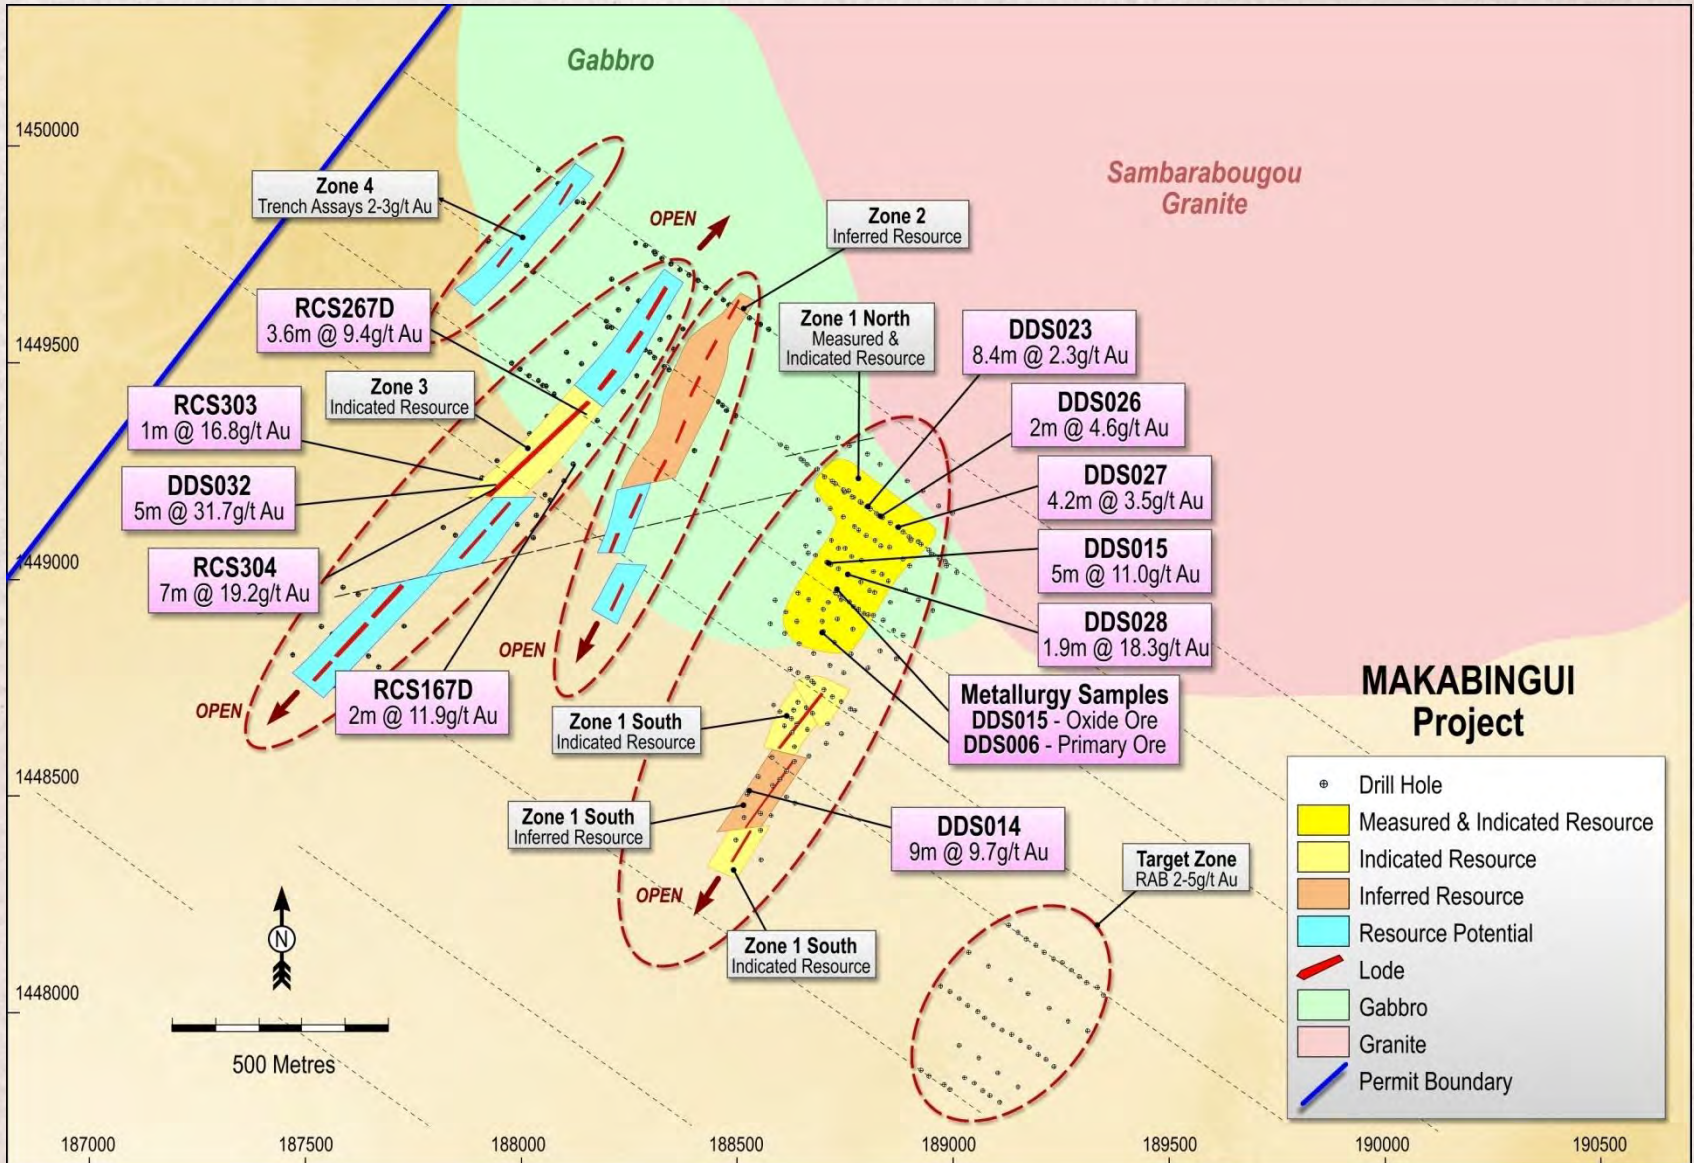 Gabbro
Sambarabougou
Granite
1450000
1449500
1449000
1448500
1448000
Zone 4
Trench Assays 2-3g/t Au
OPEN
Zone 2
Inferred Resource
RCS267D
3.6m @ 9.4g/t Au
Zone 1 North
Measured &
Indicated Resource
DDS023
8.4m @ 2.3g/t Au
Zone 3
Indicated Resource
RCS303
1m @ 16.8g/t Au
DDS026
2m @ 4.6g/t Au
DDS032
5m @ 31.7g/t Au
DDS027
4.2m @ 3.5g/t Au
RCS304
7m @ 19.2g/t Au
DDS015
5m @ 11.0g/t Au
DDS028
1.9m @ 18.3g/t Au
OPEN
OPEN
RCS167D
2m @ 11.9g/t Au
Metallurgy Samples
DDS015 - Oxide Ore
DDS006 - Primary Ore
Zone 1 South
Indicated Resource
Zone 1 South
Inferred Resource
DDS014
9m @ 9.7g/t Au
OPEN
Zone 1 South
Indicated Resource
Target Zone
RAB 2-5g/t Au
MAKABINGUI
Project
Drill Hole
Measured & Indicated Resource
Indicated Resource
Inferred Resource
Resource Potential
Lode
Gabbro
Granite
Permit Boundary
N
500 Metres
187000
187500
188000
188500
189000
189500
190000
190500